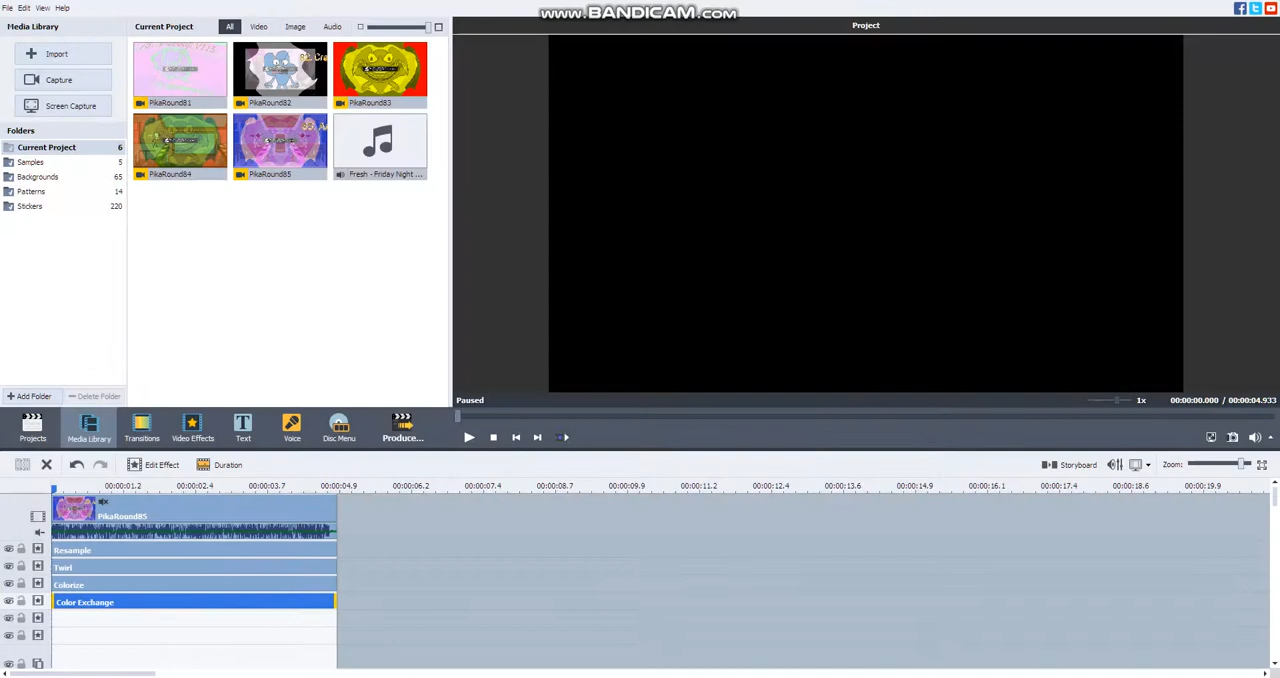 www.BANDICAM.com
File Edit View Help
Media Library
Current Project
All
Video
Image
Audio
Project
Import
Capture
Screen Capture
PikaRound81
PikaRound82
PikaRound83
Folders
Current Project 6
Samples 5
Backgrounds 65
Patterns 14
Stickers 220
PikaRound84
PikaRound85
Fresh - Friday Night ...
Add Folder
Delete Folder
Paused
1x
00:00:00.000 / 00:00:04.933
Projects
Media Library
Transitions
Video Effects
Text
Voice
Disc Menu
Produce...
Edit Effect
Duration
Storyboard
Zoom:
00:00:01.2 00:00:02.4 00:00:03.7 00:00:04.9 00:00:06.2 00:00:07.4 00:00:08.7 00:00:09.9 00:00:11.2 00:00:12.4 00:00:13.6 00:00:14.9 00:00:16.1 00:00:17.4 00:00:18.6 00:00:19.9
PikaRound85
Resample
Twirl
Colorize
Color Exchange